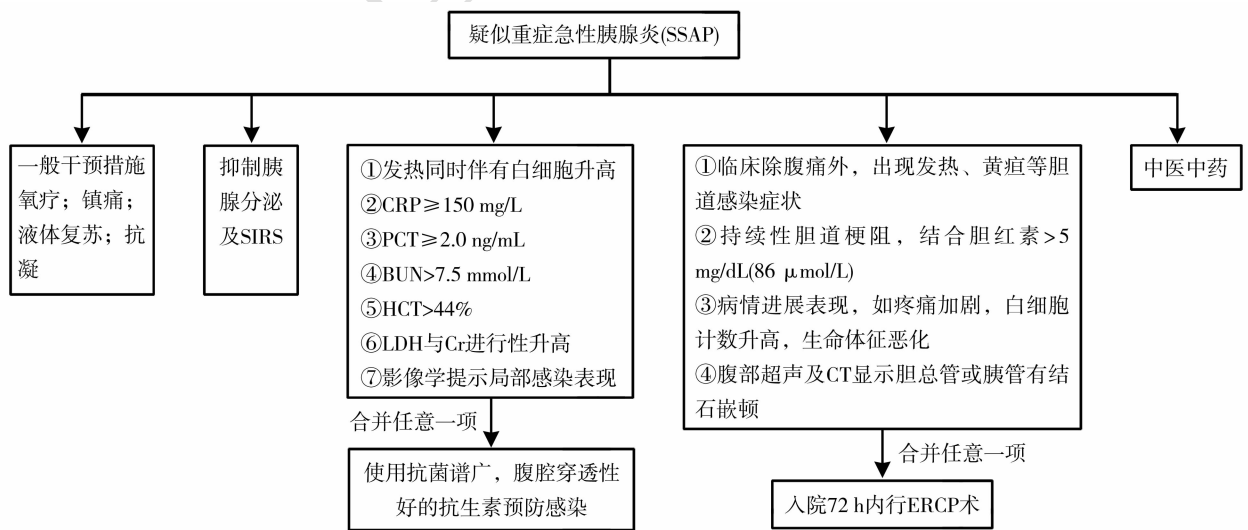 疑似重症急性胰腺炎(SSAP)
一般干预措施
氧疗；镇痛；
液体复苏；抗
凝
抑制胰
腺分泌
及SIRS
①发热同时伴有白细胞升高
②CRP≥150 mg/L
③PCT≥2.0 ng/mL
④BUN>7.5 mmol/L
⑤HCT>44%
⑥LDH与Cr进行性升高
⑦影像学提示局部感染表现
合并任意一项
使用抗菌谱广，腹腔穿透性
好的抗生素预防感染
①临床除腹痛外，出现发热、黄疸等胆
道感染症状
②持续性胆道梗阻，结合胆红素>5
mg/dL(86 μmol/L)
③病情进展表现，如疼痛加剧，白细胞
计数升高，生命体征恶化
④腹部超声及CT显示胆总管或胰管有结
石嵌顿
合并任意一项
入院72 h内行ERCP术
中医中药